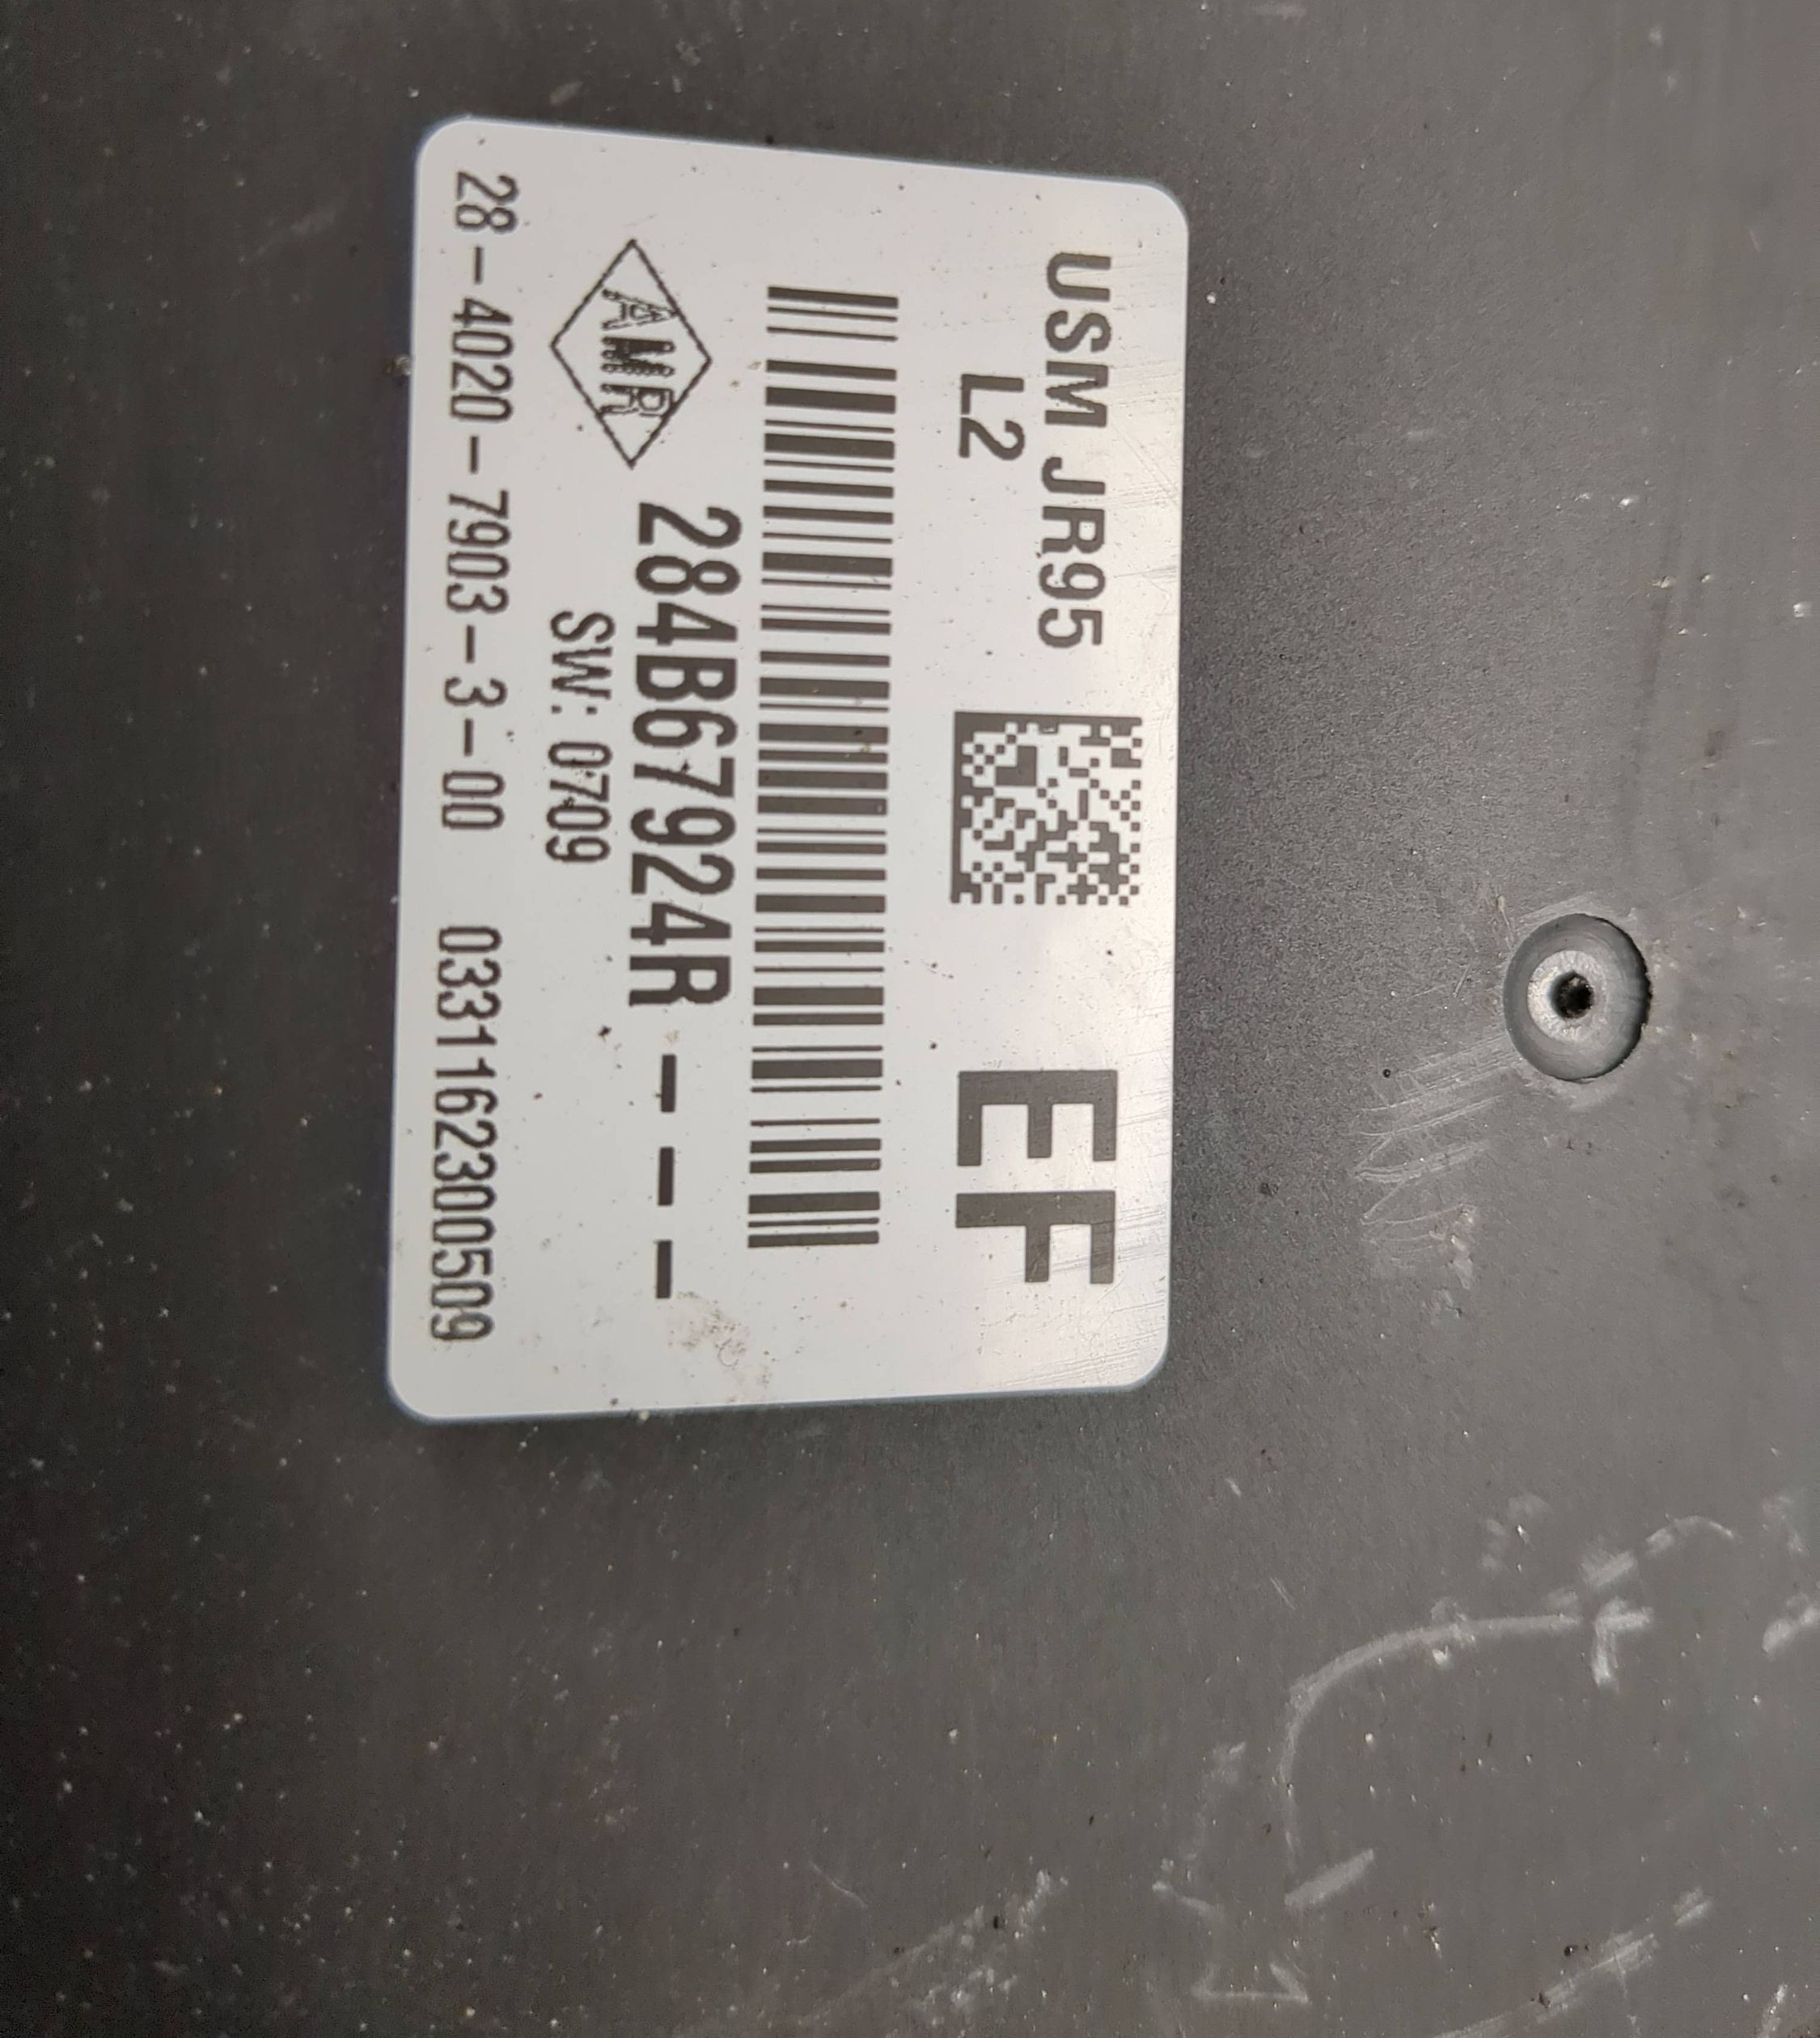 USM JR95
L2
EF
284B67924R - - -
AMR
SW: 0709
28-4020-7903-3-00 0331162300509